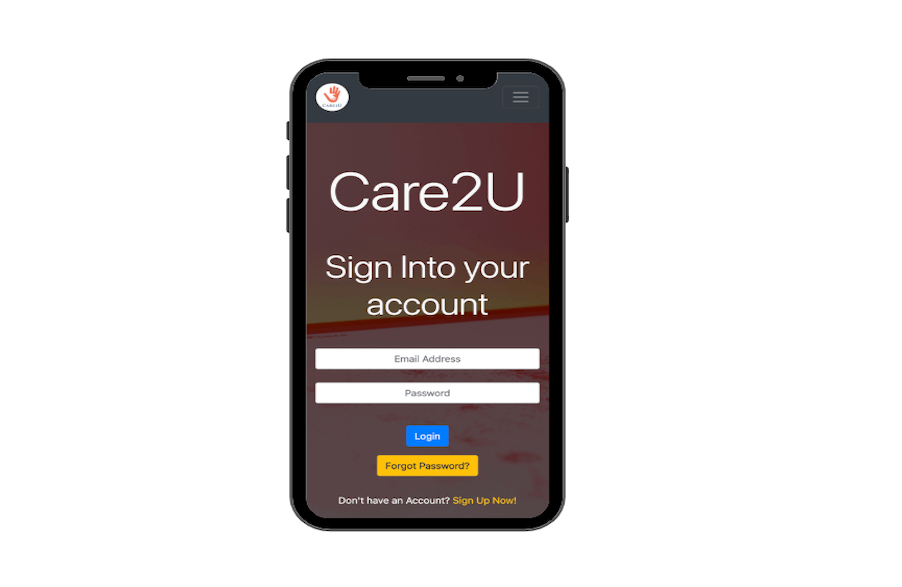 Care2U
Care2U
Sign Into your
account
Email Address
Password
Login
Forgot Password?
Don't have an Account? Sign Up Now!